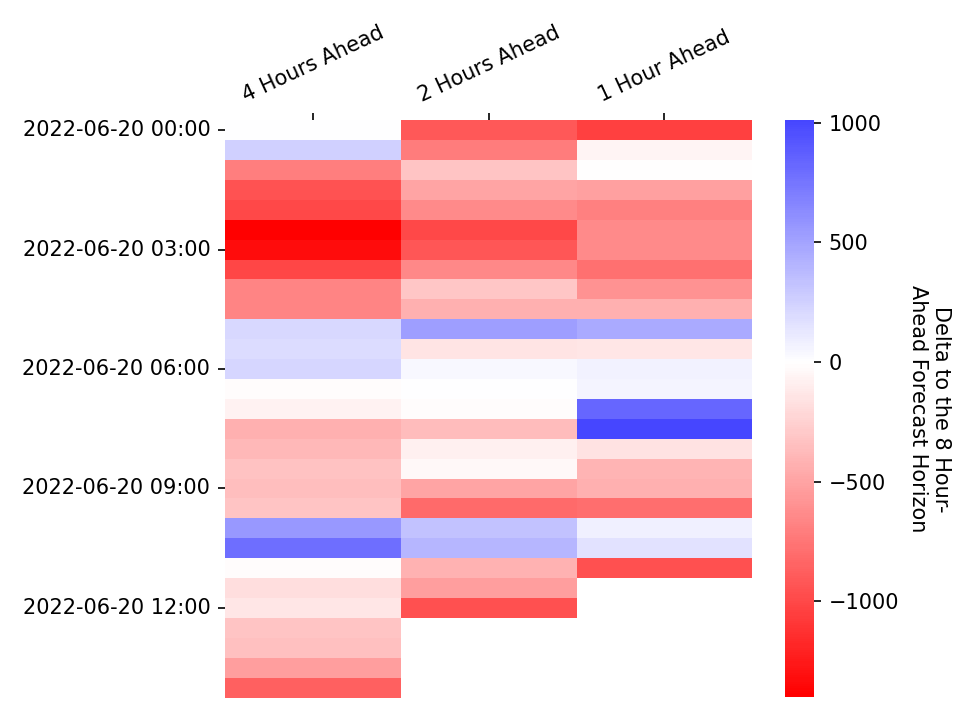 4 Hours Ahead
2 Hours Ahead
1 Hour Ahead
2022-06-20 00:00
2022-06-20 03:00
2022-06-20 06:00
2022-06-20 09:00
2022-06-20 12:00
1000
500
0
−500
−1000
Delta to the 8 Hour-
Ahead Forecast Horizon